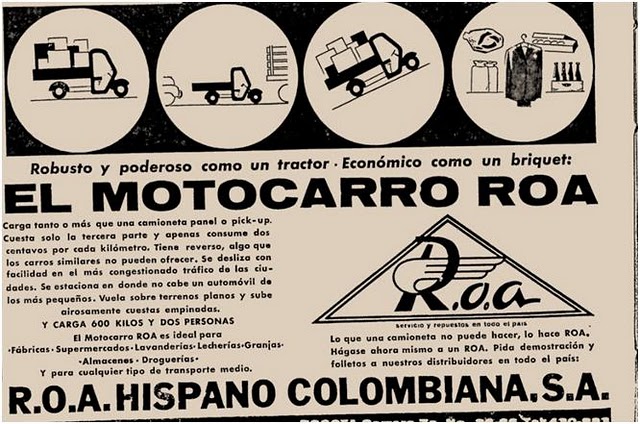 Robusto y poderoso como un tractor · Económico como un briquet:
EL MOTOCARRO ROA
Carga tanto o más que una camioneta panel o pick-up.
Cuesta solo la tercera parte y apenas consume dos
centavos por cada kilómetro. Tiene reverso, algo que
los carros similares no pueden ofrecer. Se desliza con
facilidad en el más congestionado tráfico de las ciu-
dades. Se estaciona en donde no cabe un automóvil de
los más pequeños. Vuela sobre terrenos planos y sube
airosamente cuestas empinadas.
Y CARGA 600 KILOS Y DOS PERSONAS
El Motocarro ROA es ideal para
·Fábricas·Supermercados·Lavanderías·Lecherías·Granjas·
·Almacenes·Droguerías·
Y para cualquier tipo de transporte medio.
R.o.a
servicio y repuestos en todo el país
Lo que una camioneta no puede hacer, lo hace ROA.
Hágase ahora mismo a un ROA. Pida demostración y
folletos a nuestros distribuidores en todo el país:
R.O.A. HISPANO COLOMBIANA, S.A.